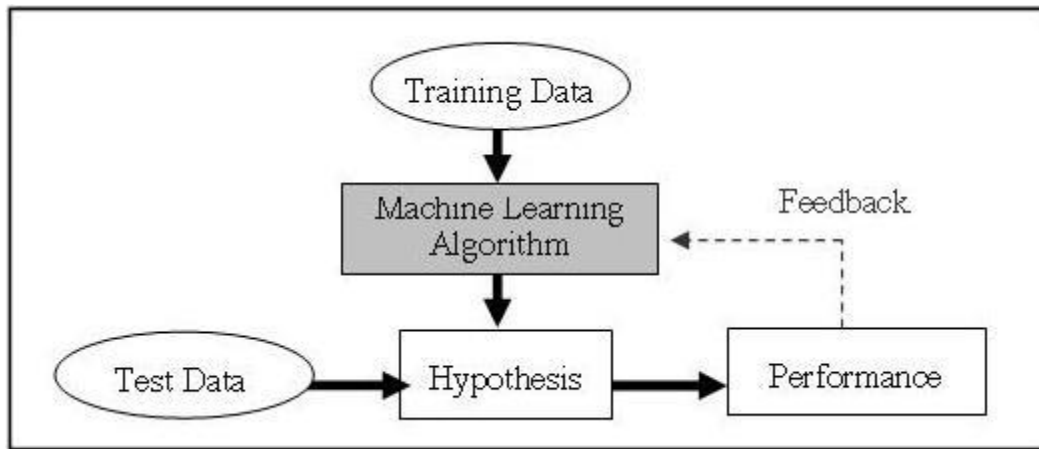 Training Data
Machine Learning
Algorithm
Feedback
Test Data
Hypothesis
Performance